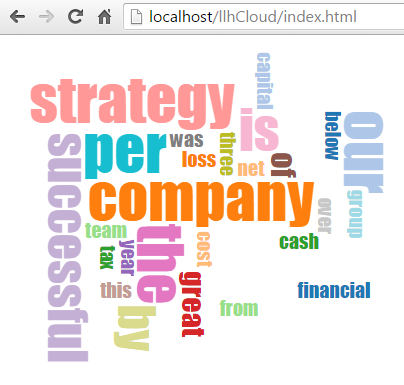 localhost/llhCloud/index.html
capital
strategy
our
is
below
per
was
three
successful
loss
net
of
company
group
over
team
the
cost
cash
year
tax
great
this
financial
by
from